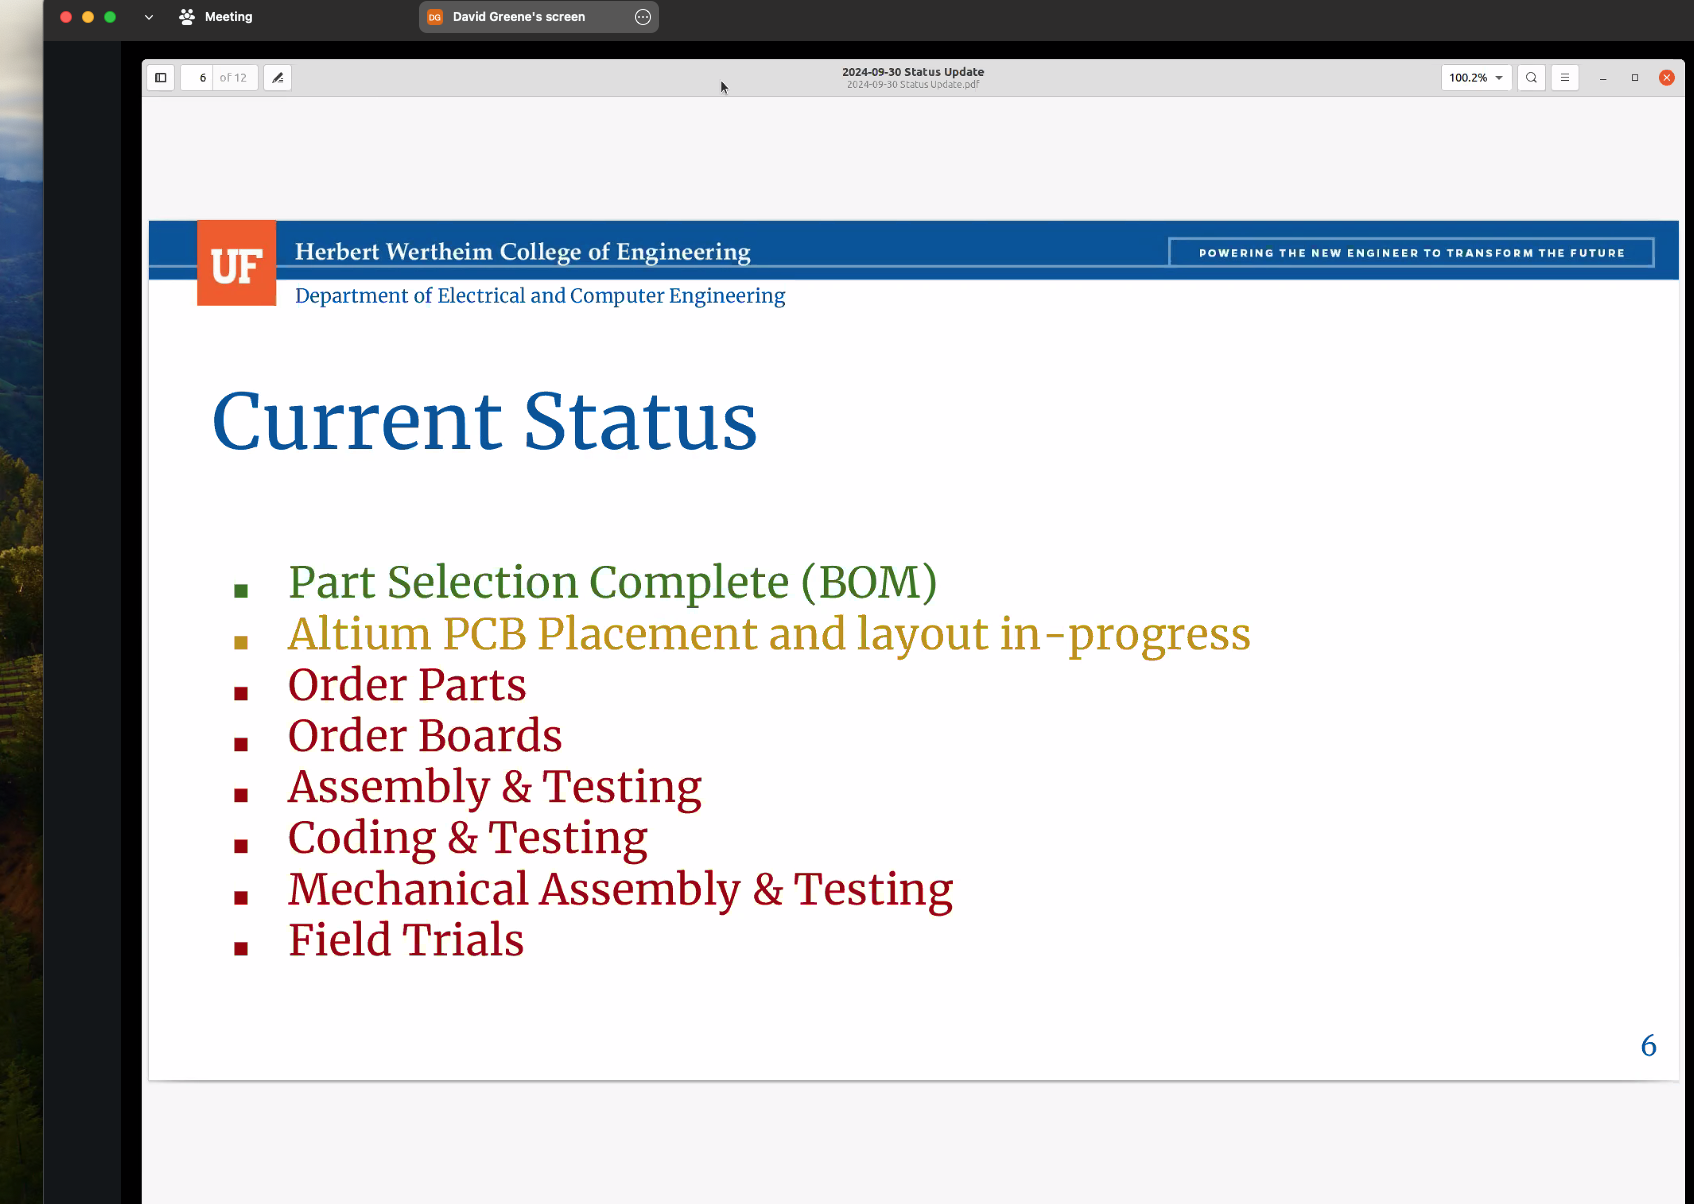 Meeting
DG David Greene's screen
6 of 12
2024-09-30 Status Update
2024-09-30 Status Update.pdf
100.2%
UF
Herbert Wertheim College of Engineering
POWERING THE NEW ENGINEER TO TRANSFORM THE FUTURE
Department of Electrical and Computer Engineering
Current Status
Part Selection Complete (BOM)
Altium PCB Placement and layout in-progress
Order Parts
Order Boards
Assembly & Testing
Coding & Testing
Mechanical Assembly & Testing
Field Trials
6